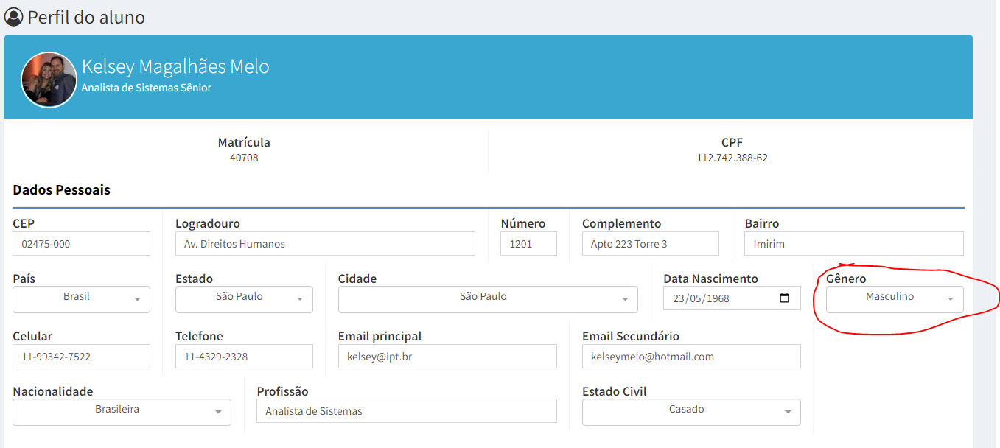 Perfil do aluno
Kelsey Magalhães Melo
Analista de Sistemas Sênior
Matrícula CPF
40708 112.742.388-62
Dados Pessoais
CEP Logradouro Número Complemento Bairro
02475-000 Av. Direitos Humanos 1201 Apto 223 Torre 3 Imirim
País Estado Cidade Data Nascimento Gênero
Brasil São Paulo São Paulo 23/05/1968 Masculino
Celular Telefone Email principal Email Secundário
11-99342-7522 11-4329-2328 kelsey@ipt.br kelseymelo@hotmail.com
Nacionalidade Profissão Estado Civil
Brasileira Analista de Sistemas Casado